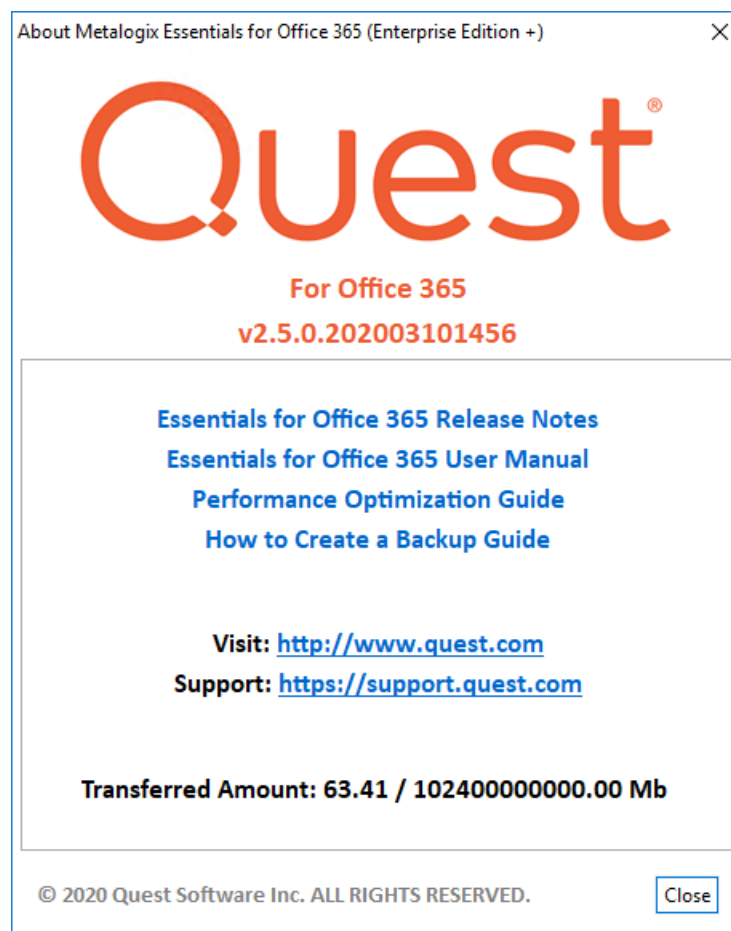 About Metalogix Essentials for Office 365 (Enterprise Edition +)
Quest®
For Office 365
v2.5.0.202003101456
Essentials for Office 365 Release Notes
Essentials for Office 365 User Manual
Performance Optimization Guide
How to Create a Backup Guide
Visit: http://www.quest.com
Support: https://support.quest.com
Transferred Amount: 63.41 / 102400000000.00 Mb
© 2020 Quest Software Inc. ALL RIGHTS RESERVED.
Close